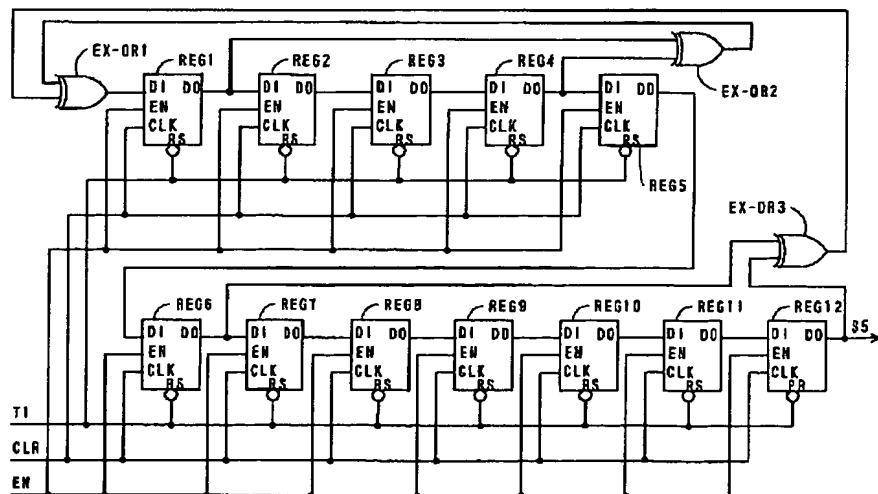 EX-OR1
REG1
REG2
REG3
REG4
EX-OR2
DI DO
EN
CLK
RS
DI DO
EN
CLK
RS
DI DO
EN
CLK
RS
DI DO
EN
CLK
RS
DI DO
EN
CLK
RS
REG5
EX-OR3
REG6
REG7
REG8
REG9
REG10
REG11
REG12
DI DO
EN
CLK
RS
DI DO
EN
CLK
RS
DI DO
EN
CLK
RS
DI DO
EN
CLK
RS
DI DO
EN
CLK
RS
DI DO
EN
CLK
RS
DI DO
EN
CLK
PR
S5
T1
CLR
EN